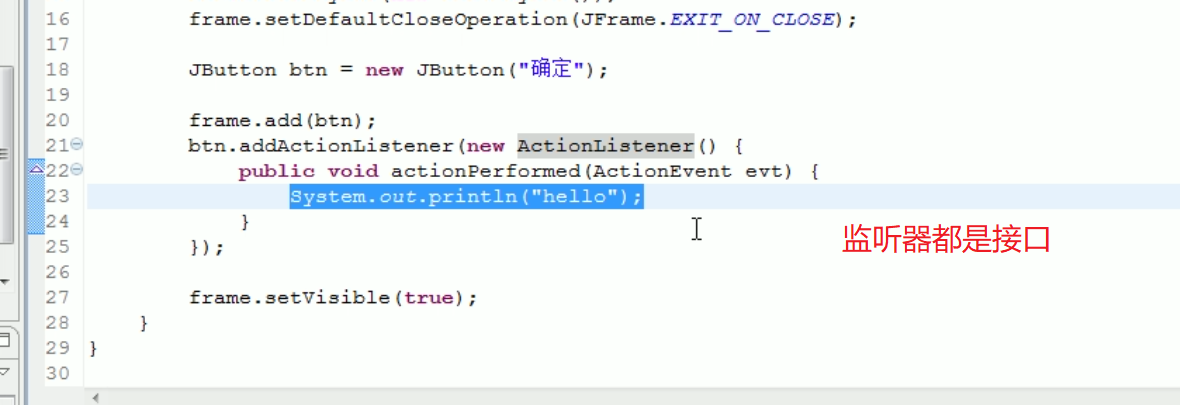 16 frame.setDefaultCloseOperation(JFrame.EXIT_ON_CLOSE);
17
18 JButton btn = new JButton("确定");
19
20 frame.add(btn);
21 btn.addActionListener(new ActionListener() {
22 public void actionPerformed(ActionEvent evt) {
23 System.out.println("hello");
24 }
监听器都是接口
25 });
26
27 frame.setVisible(true);
28 }
29 }
30